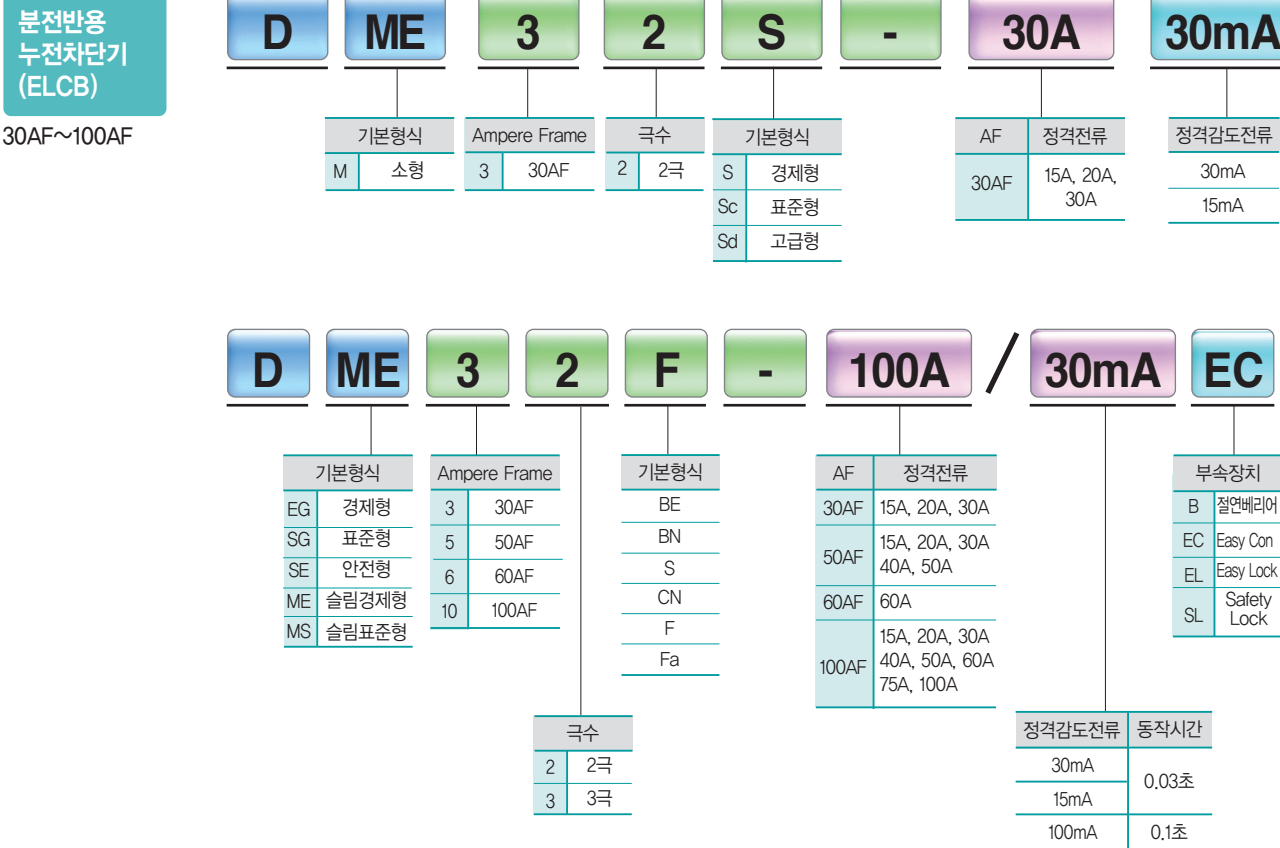 분전반용
누전차단기
(ELCB)
30AF~100AF
D ME 3 2 S - 30A 30mA
기본형식
M 소형
Ampere Frame
3 30AF
극수
2 2극
기본형식
S 경제형
Sc 표준형
Sd 고급형
AF 정격전류
30AF 15A, 20A,
30A
정격감도전류
30mA
15mA
D ME 3 2 F - 100A / 30mA EC
기본형식
EG 경제형
SG 표준형
SE 안전형
ME 슬림경제형
MS 슬림표준형
Ampere Frame
3 30AF
5 50AF
6 60AF
10 100AF
기본형식
BE
BN
S
CN
F
Fa
AF 정격전류
30AF 15A, 20A, 30A
50AF 15A, 20A, 30A
40A, 50A
60AF 60A
100AF 15A, 20A, 30A
40A, 50A, 60A
75A, 100A
부속장치
B 절연베리어
EC Easy Con
EL Easy Lock
SL Safety
Lock
극수
2 2극
3 3극
정격감도전류 동작시간
30mA 0.03초
15mA
100mA 0.1초